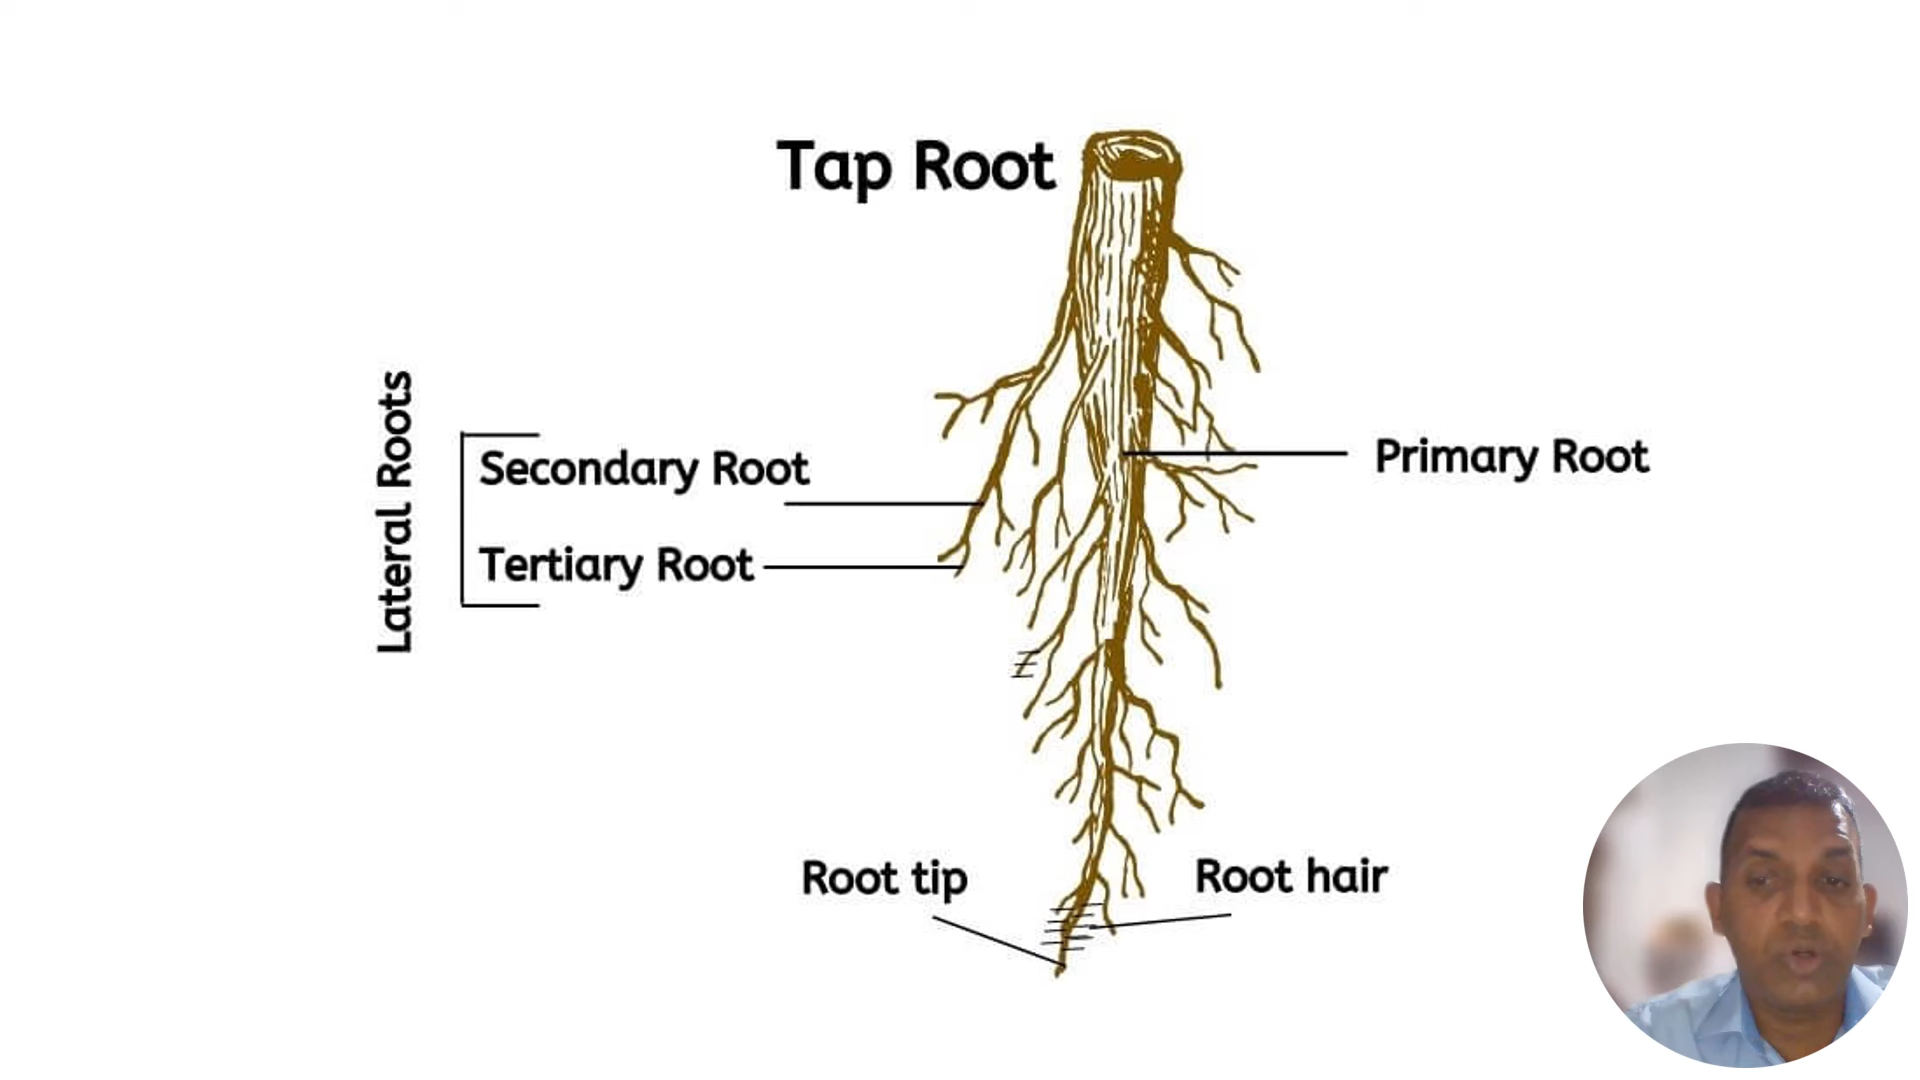 Tap Root
Lateral Roots
Secondary Root
Tertiary Root
Primary Root
Root tip
Root hair